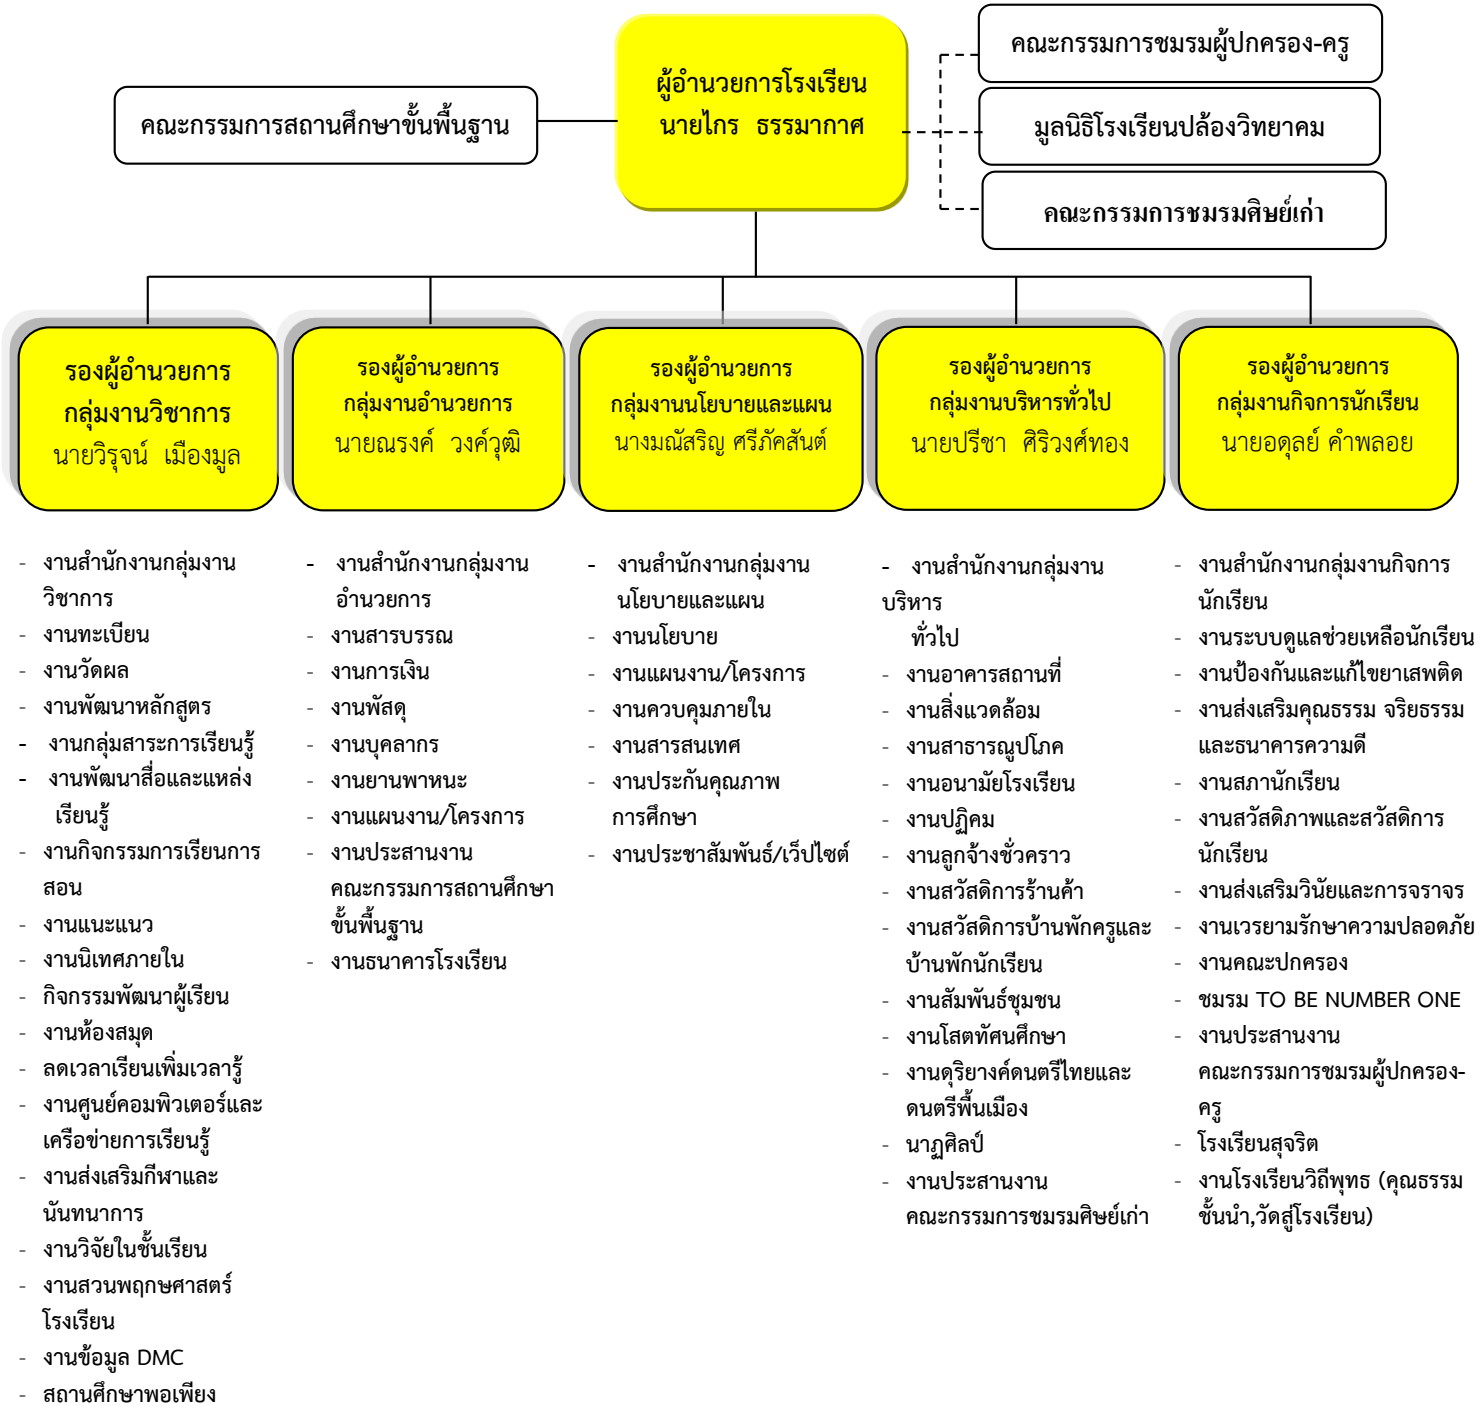 คณะกรรมการสถานศึกษาขั้นพื้นฐาน
ผู้อำนวยการโรงเรียน
นายไกร ธรรมากาศ
คณะกรรมการชมรมผู้ปกครอง-ครู
มูลนิธิโรงเรียนปล้องวิทยาคม
คณะกรรมการชมรมศิษย์เก่า
รองผู้อำนวยการ
กลุ่มงานวิชาการ
นายวิรุจน์ เมืองมูล
รองผู้อำนวยการ
กลุ่มงานอำนวยการ
นายณรงค์ วงค์วุฒิ
รองผู้อำนวยการ
กลุ่มงานนโยบายและแผน
นางมณัสริญ ศรีภัคสันต์
รองผู้อำนวยการ
กลุ่มงานบริหารทั่วไป
นายปรีชา ศิริวงศ์ทอง
รองผู้อำนวยการ
กลุ่มงานกิจการนักเรียน
นายอดุลย์ คำพลอย
- งานสำนักงานกลุ่มงาน
วิชาการ
- งานทะเบียน
- งานวัดผล
- งานพัฒนาหลักสูตร
- งานกลุ่มสาระการเรียนรู้
- งานพัฒนาสื่อและแหล่ง
เรียนรู้
- งานกิจกรรมการเรียนการ
สอน
- งานแนะแนว
- งานนิเทศภายใน
- กิจกรรมพัฒนาผู้เรียน
- งานห้องสมุด
- ลดเวลาเรียนเพิ่มเวลารู้
- งานศูนย์คอมพิวเตอร์และ
เครือข่ายการเรียนรู้
- งานส่งเสริมกีฬาและ
นันทนาการ
- งานวิจัยในชั้นเรียน
- งานสวนพฤกษศาสตร์
โรงเรียน
- งานข้อมูล DMC
- สถานศึกษาพอเพียง
- งานสำนักงานกลุ่มงาน
อำนวยการ
- งานสารบรรณ
- งานการเงิน
- งานพัสดุ
- งานบุคลากร
- งานยานพาหนะ
- งานแผนงาน/โครงการ
- งานประสานงาน
คณะกรรมการสถานศึกษา
ขั้นพื้นฐาน
- งานธนาคารโรงเรียน
- งานสำนักงานกลุ่มงาน
นโยบายและแผน
- งานนโยบาย
- งานแผนงาน/โครงการ
- งานควบคุมภายใน
- งานสารสนเทศ
- งานประกันคุณภาพ
การศึกษา
- งานประชาสัมพันธ์/เว็ปไซต์
- งานสำนักงานกลุ่มงาน
บริหาร
ทั่วไป
- งานอาคารสถานที่
- งานสิ่งแวดล้อม
- งานสาธารณูปโภค
- งานอนามัยโรงเรียน
- งานปฏิคม
- งานลูกจ้างชั่วคราว
- งานสวัสดิการร้านค้า
- งานสวัสดิการบ้านพักครูและ
บ้านพักนักเรียน
- งานสัมพันธ์ชุมชน
- งานโสตทัศนศึกษา
- งานดุริยางค์ดนตรีไทยและ
ดนตรีพื้นเมือง
- นาฏศิลป์
- งานประสานงาน
คณะกรรมการชมรมศิษย์เก่า
- งานสำนักงานกลุ่มงานกิจการ
นักเรียน
- งานระบบดูแลช่วยเหลือนักเรียน
- งานป้องกันและแก้ไขยาเสพติด
- งานส่งเสริมคุณธรรม จริยธรรม
และธนาคารความดี
- งานสภานักเรียน
- งานสวัสดิภาพและสวัสดิการ
นักเรียน
- งานส่งเสริมวินัยและการจราจร
- งานเวรยามรักษาความปลอดภัย
- งานคณะปกครอง
- ชมรม TO BE NUMBER ONE
- งานประสานงาน
คณะกรรมการชมรมผู้ปกครอง-
ครู
- โรงเรียนสุจริต
- งานโรงเรียนวิถีพุทธ (คุณธรรม
ชั้นนำ,วัดสู่โรงเรียน)